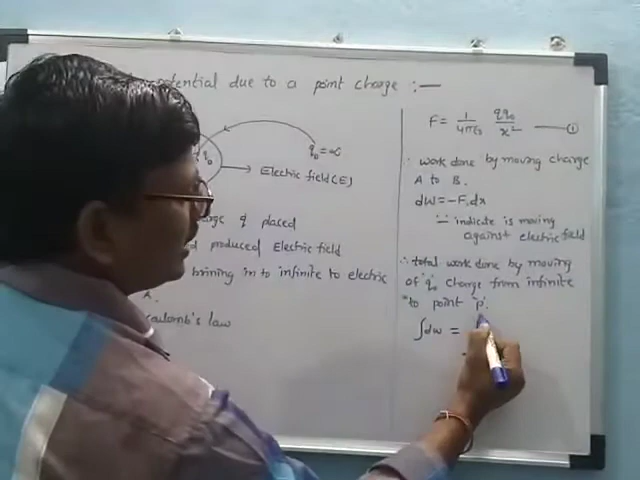 potential due to a point charge :-
q₀
q₀ = ∞
Electric field(E)
placed
produced Electric field
brining in to infinite to electric
A.
coulomb's law
F = 1/4πε₀ qq₀/x² —— ①
∴ work done by moving charge
A to B.
dW = -F.dx
'-' indicate is moving
against electric field
∴ total work done by moving
of 'q₀' charge from infinite
to point 'p'.
∫dw =